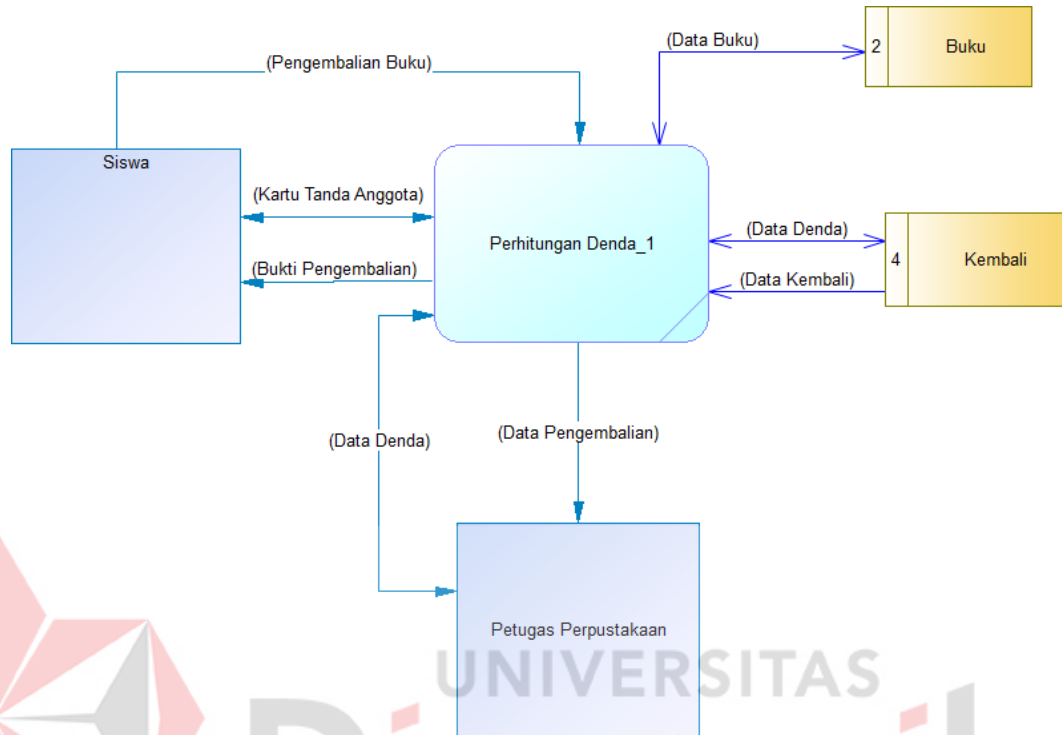 (Data Buku)
2
Buku
(Pengembalian Buku)
Siswa
(Kartu Tanda Anggota)
Perhitungan Denda_1
(Data Denda)
4
Kembali
(Bukti Pengembalian)
(Data Kembali)
(Data Denda)
(Data Pengembalian)
Petugas Perpustakaan
UNIVERSITAS